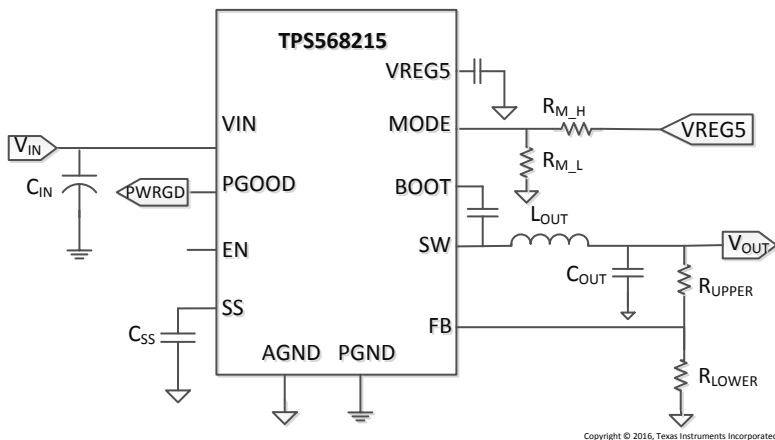 TPS568215
VREG5
R_M_H
VIN
MODE
VREG5
V_IN
R_M_L
C_IN
PWRGD
PGOOD
BOOT
L_OUT
EN
SW
V_OUT
C_OUT
R_UPPER
SS
C_SS
FB
AGND
PGND
R_LOWER
Copyright © 2016, Texas Instruments Incorporated